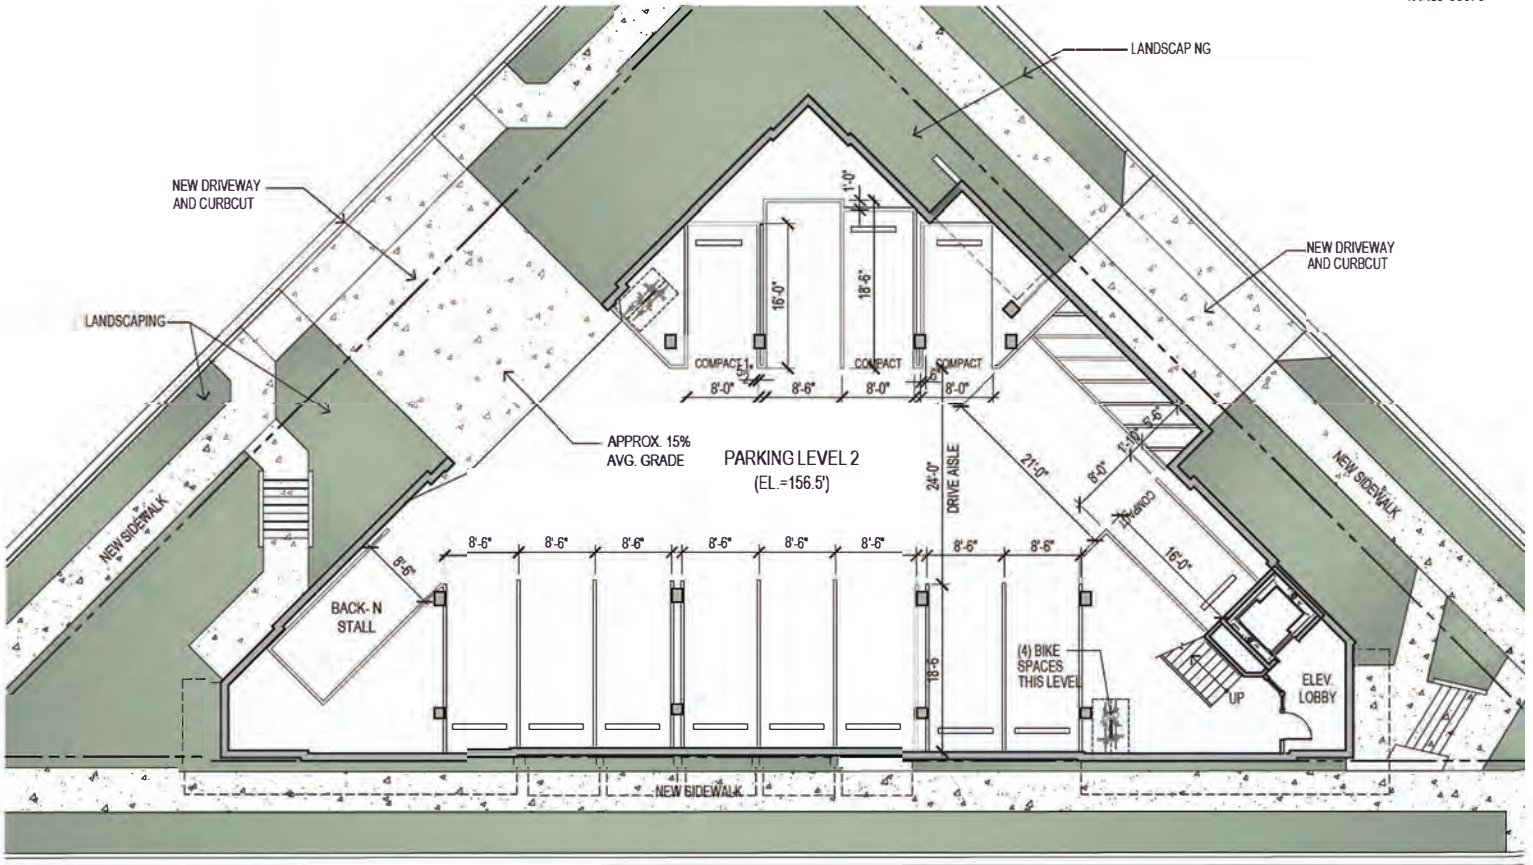 LANDSCAP NG
NEW DRIVEWAY
AND CURBCUT
1'-0"
NEW DRIVEWAY
AND CURBCUT
16'-0"
18'-6"
LANDSCAPING
COMPACT
COMPACT
COMPACT
8'-0"
8'-6"
8'-0"
8'-0"
APPROX. 15%
AVG. GRADE
PARKING LEVEL 2
(EL.=156.5')
24'-0"
DRIVE AISLE
21'-0"
8'-0"
1'-10"
5'-6"
NEW SIDEWALK
NEW SIDEWALK
COMPACT
16'-0"
8'-6"
8'-6"
8'-6"
8'-6"
8'-6"
8'-6"
8'-6"
8'-6"
8'-6"
BACK- N
STALL
18'-6
(4) BIKE
SPACES
THIS LEVEL
UP
ELEV.
LOBBY
NEW SIDEWALK